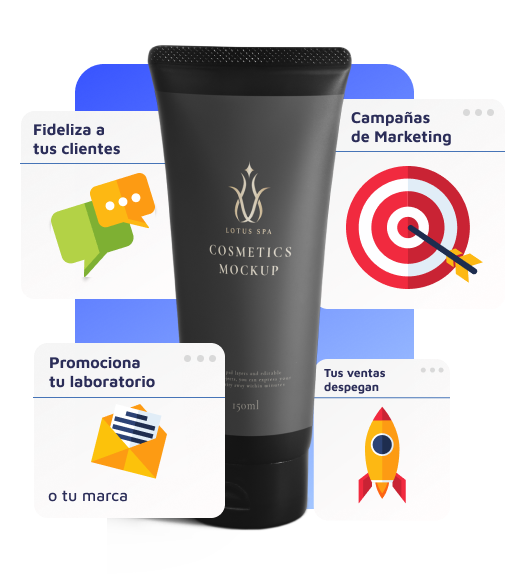 Fideliza a
tus clientes
Campañas
de Marketing
LOTUS SPA
COSMETICS
MOCKUP
150ml
Promociona
tu laboratorio
o tu marca
Tus ventas
despegan